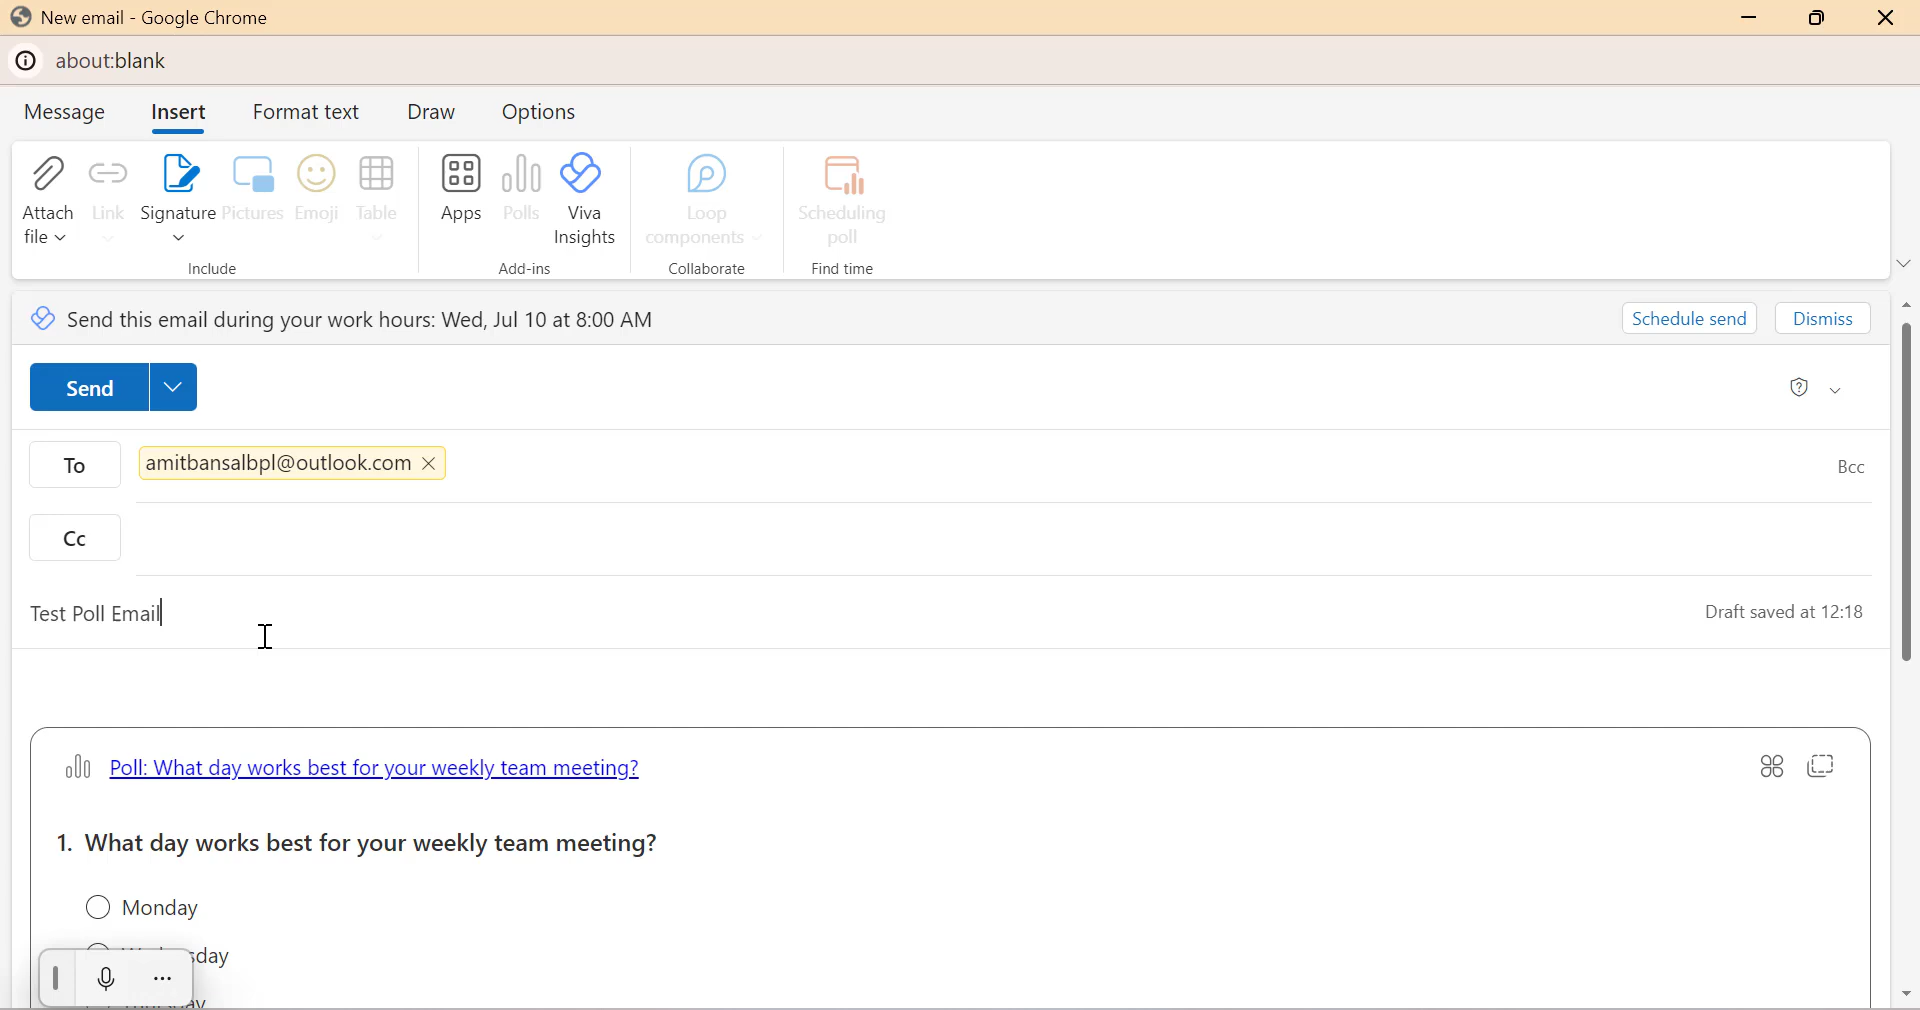 New email - Google Chrome
about:blank
Message Insert Format text Draw Options
Attach file Link Signature Pictures Emoji Table Apps Polls Viva Insights Loop components Scheduling poll
Include Add-ins Collaborate Find time
Send this email during your work hours: Wed, Jul 10 at 8:00 AM Schedule send Dismiss
Send
To amitbansalbpl@outlook.com Bcc
Cc
Test Poll Email Draft saved at 12:18
Poll: What day works best for your weekly team meeting?
1. What day works best for your weekly team meeting?
Monday